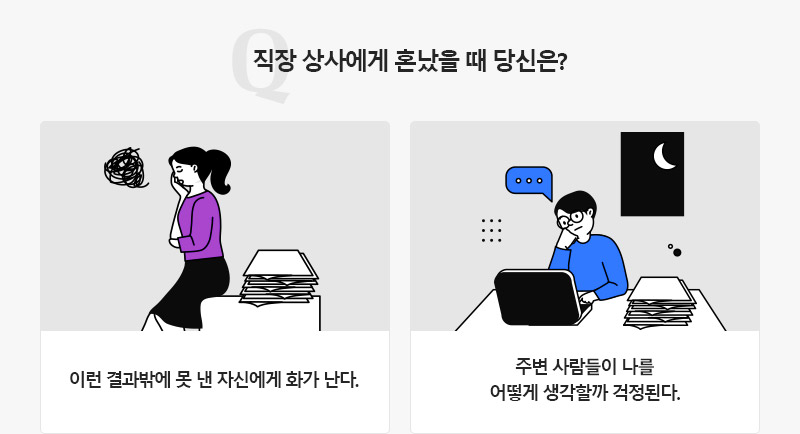 Q
직장 상사에게 혼났을 때 당신은?
이런 결과밖에 못 낸 자신에게 화가 난다.
주변 사람들이 나를
어떻게 생각할까 걱정된다.